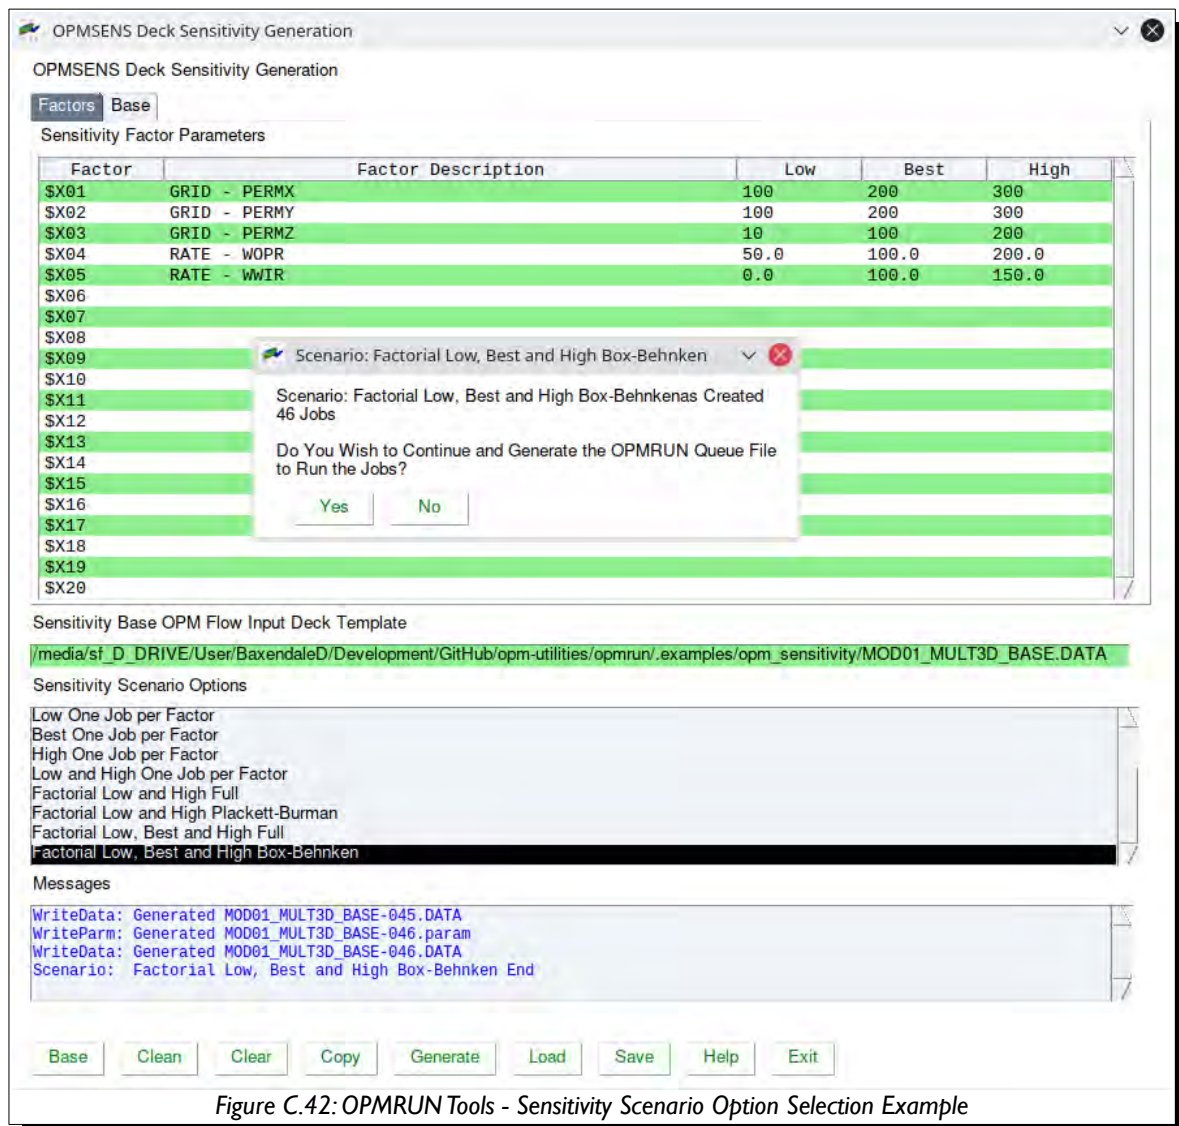 OPMSENS Deck Sensitivity Generation
OPMSENS Deck Sensitivity Generation
Factors Base
Sensitivity Factor Parameters
Factor Factor Description Low Best High
$X01 GRID - PERMX 100 200 300
$X02 GRID - PERMY 100 200 300
$X03 GRID - PERMZ 10 100 200
$X04 RATE - WOPR 50.0 100.0 200.0
$X05 RATE - WWIR 0.0 100.0 150.0
$X06
$X07
$X08
$X09
$X10
$X11
$X12
$X13
$X14
$X15
$X16
$X17
$X18
$X19
$X20
Scenario: Factorial Low, Best and High Box-Behnken
Scenario: Factorial Low, Best and High Box-Behnkenas Created
46 Jobs
Do You Wish to Continue and Generate the OPMRUN Queue File
to Run the Jobs?
Yes No
Sensitivity Base OPM Flow Input Deck Template
/media/sf_D_DRIVE/User/BaxendaleD/Development/GitHub/opm-utilities/opmrun/.examples/opm_sensitivity/MOD01_MULT3D_BASE.DATA
Sensitivity Scenario Options
Low One Job per Factor
Best One Job per Factor
High One Job per Factor
Low and High One Job per Factor
Factorial Low and High Full
Factorial Low and High Plackett-Burman
Factorial Low, Best and High Full
Factorial Low, Best and High Box-Behnken
Messages
WriteData: Generated MOD01_MULT3D_BASE-045.DATA
WriteParm: Generated MOD01_MULT3D_BASE-046.param
WriteData: Generated MOD01_MULT3D_BASE-046.DATA
Scenario: Factorial Low, Best and High Box-Behnken End
Base Clean Clear Copy Generate Load Save Help Exit
Figure C.42: OPMRUN Tools - Sensitivity Scenario Option Selection Example